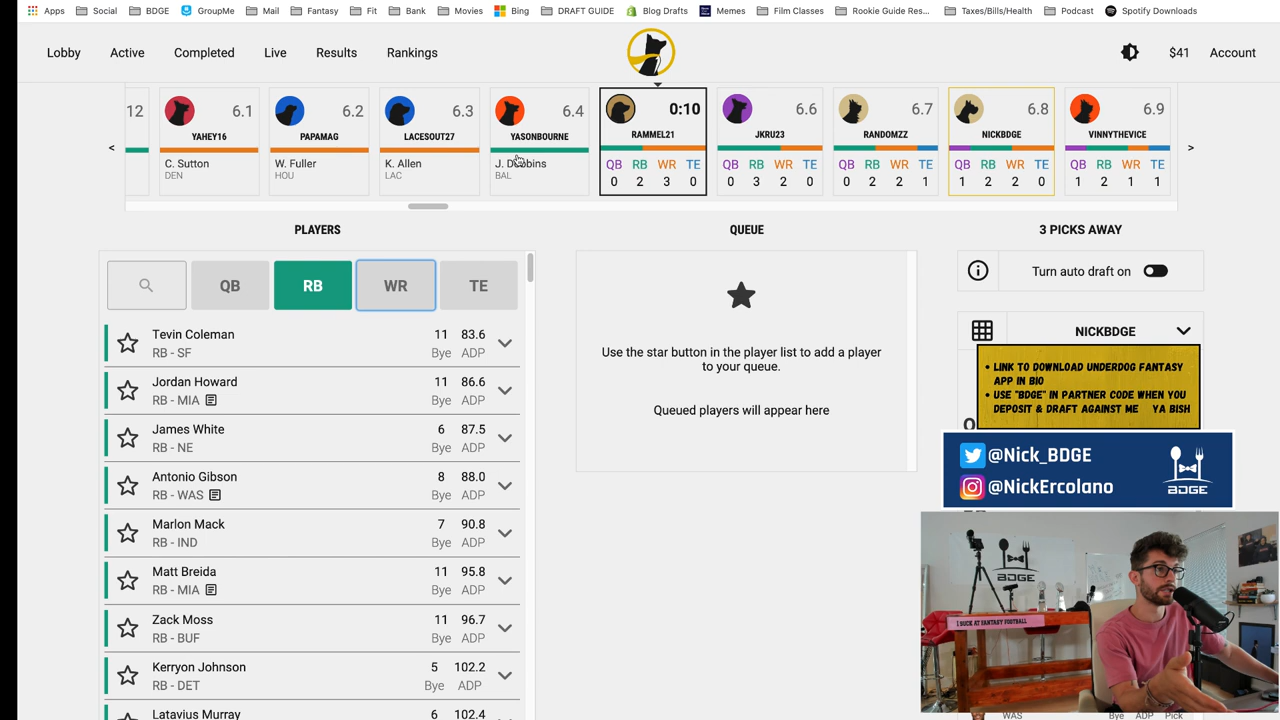 Apps Social BDGE GroupMe Mail Fantasy Fit Bank Movies Bing DRAFT GUIDE Blog Drafts Memes Film Classes Rookie Guide Res... Taxes/Bills/Health Podcast Spotify Downloads
Lobby Active Completed Live Results Rankings $41 Account
12 6.1 6.2 6.3 6.4 0:10 6.6 6.7 6.8 6.9
YAHEY16 PAPAMAG LACESOUT27 YASONBOURNE RAMMEL21 JKRU23 RANDOMZZ NICKBDGE VINNYTHEVICE
< C. Sutton W. Fuller K. Allen J. Dobbins QB RB WR TE QB RB WR TE QB RB WR TE QB RB WR TE QB RB WR TE >
DEN HOU LAC BAL 0 2 3 0 0 3 2 0 0 2 2 1 1 2 2 0 1 2 1 1
PLAYERS QUEUE 3 PICKS AWAY
QB RB WR TE
Turn auto draft on
NICKBDGE
Tevin Coleman 11 83.6
RB - SF Bye ADP
Jordan Howard 11 86.6
RB - MIA Bye ADP
James White 6 87.5
RB - NE Bye ADP
Antonio Gibson 8 88.0
RB - WAS Bye ADP
Marlon Mack 7 90.8
RB - IND Bye ADP
Matt Breida 11 95.8
RB - MIA Bye ADP
Zack Moss 11 96.7
RB - BUF Bye ADP
Kerryon Johnson 5 102.2
RB - DET Bye ADP
Latavius Murray 6 102.4
Use the star button in the player list to add a player
to your queue.
Queued players will appear here
• LINK TO DOWNLOAD UNDERDOG FANTASY
APP IN BIO
• USE "BDGE" IN PARTNER CODE WHEN YOU
DEPOSIT & DRAFT AGAINST ME YA BISH
@Nick_BDGE
@NickErcolano
BDGE
BDGE
I SUCK AT FANTASY FOOTBALL
WAS Bye ADP Pick